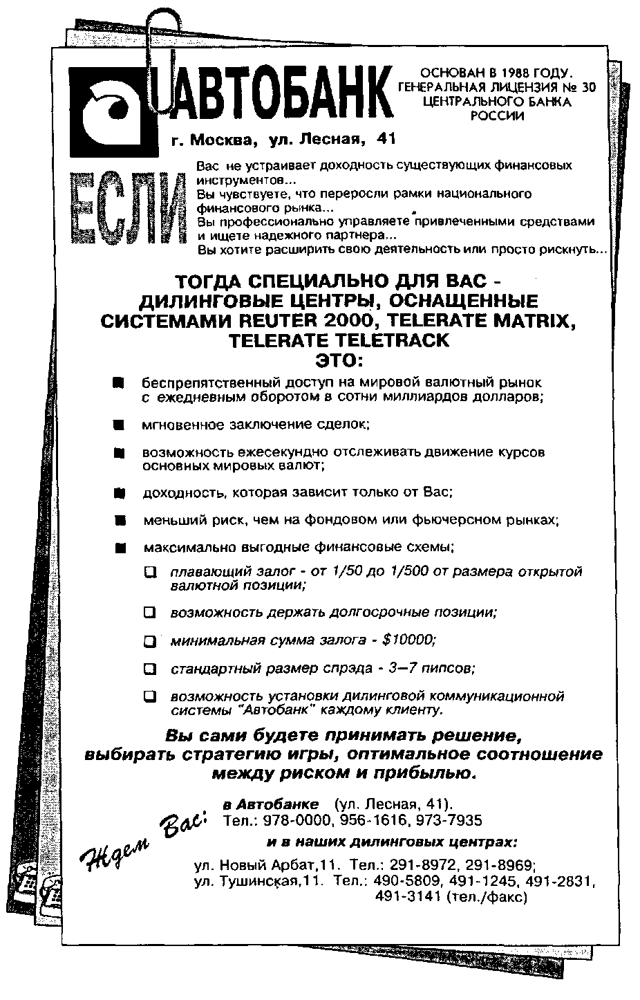 АВТОБАНК
ОСНОВАН В 1988 ГОДУ.
ГЕНЕРАЛЬНАЯ ЛИЦЕНЗИЯ № 30
ЦЕНТРАЛЬНОГО БАНКА
РОССИИ
г. Москва, ул. Лесная, 41
ЕСЛИ
Вас не устраивает доходность существующих финансовых
инструментов...
Вы чувствуете, что переросли рамки национального
финансового рынка...
Вы профессионально управляете привлеченными средствами
и ищете надежного партнера...
Вы хотите расширить свою деятельность или просто рискнуть...
ТОГДА СПЕЦИАЛЬНО ДЛЯ ВАС -
ДИЛИНГОВЫЕ ЦЕНТРЫ, ОСНАЩЕННЫЕ
СИСТЕМАМИ REUTER 2000, TELERATE MATRIX,
TELERATE TELETRACK
ЭТО:
■ беспрепятственный доступ на мировой валютный рынок
с ежедневным оборотом в сотни миллиардов долларов;
■ мгновенное заключение сделок;
■ возможность ежесекундно отслеживать движение курсов
основных мировых валют;
■ доходность, которая зависит только от Вас;
■ меньший риск, чем на фондовом или фьючерсном рынках;
■ максимально выгодные финансовые схемы;
❏ плавающий залог - от 1/50 до 1/500 от размера открытой
валютной позиции;
❏ возможность держать долгосрочные позиции;
❏ минимальная сумма залога - $10000;
❏ стандартный размер спрэда - 3–7 пипсов;
❏ возможность установки дилинговой коммуникационной
системы "Автобанк" каждому клиенту.
Вы сами будете принимать решение,
выбирать стратегию игры, оптимальное соотношение
между риском и прибылью.
Ждем Вас:
в Автобанке (ул. Лесная, 41).
Тел.: 978-0000, 956-1616, 973-7935
и в наших дилинговых центрах:
ул. Новый Арбат,11. Тел.: 291-8972, 291-8969;
ул. Тушинская,11. Тел.: 490-5809, 491-1245, 491-2831,
491-3141 (тел./факс)